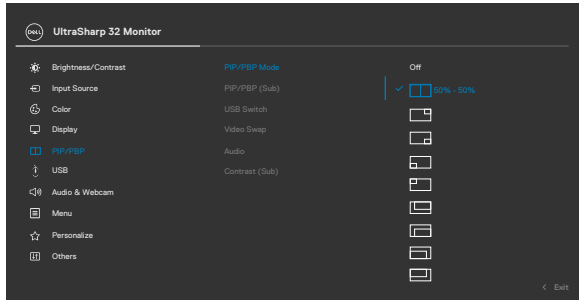 DELL UltraSharp 32 Monitor
Brightness/Contrast
Input Source
Color
Display
PIP/PBP
USB
Audio & Webcam
Menu
Personalize
Others
PIP/PBP Mode
PIP/PBP (Sub)
USB Switch
Video Swap
Audio
Contrast (Sub)
Off
50% - 50%
< Exit